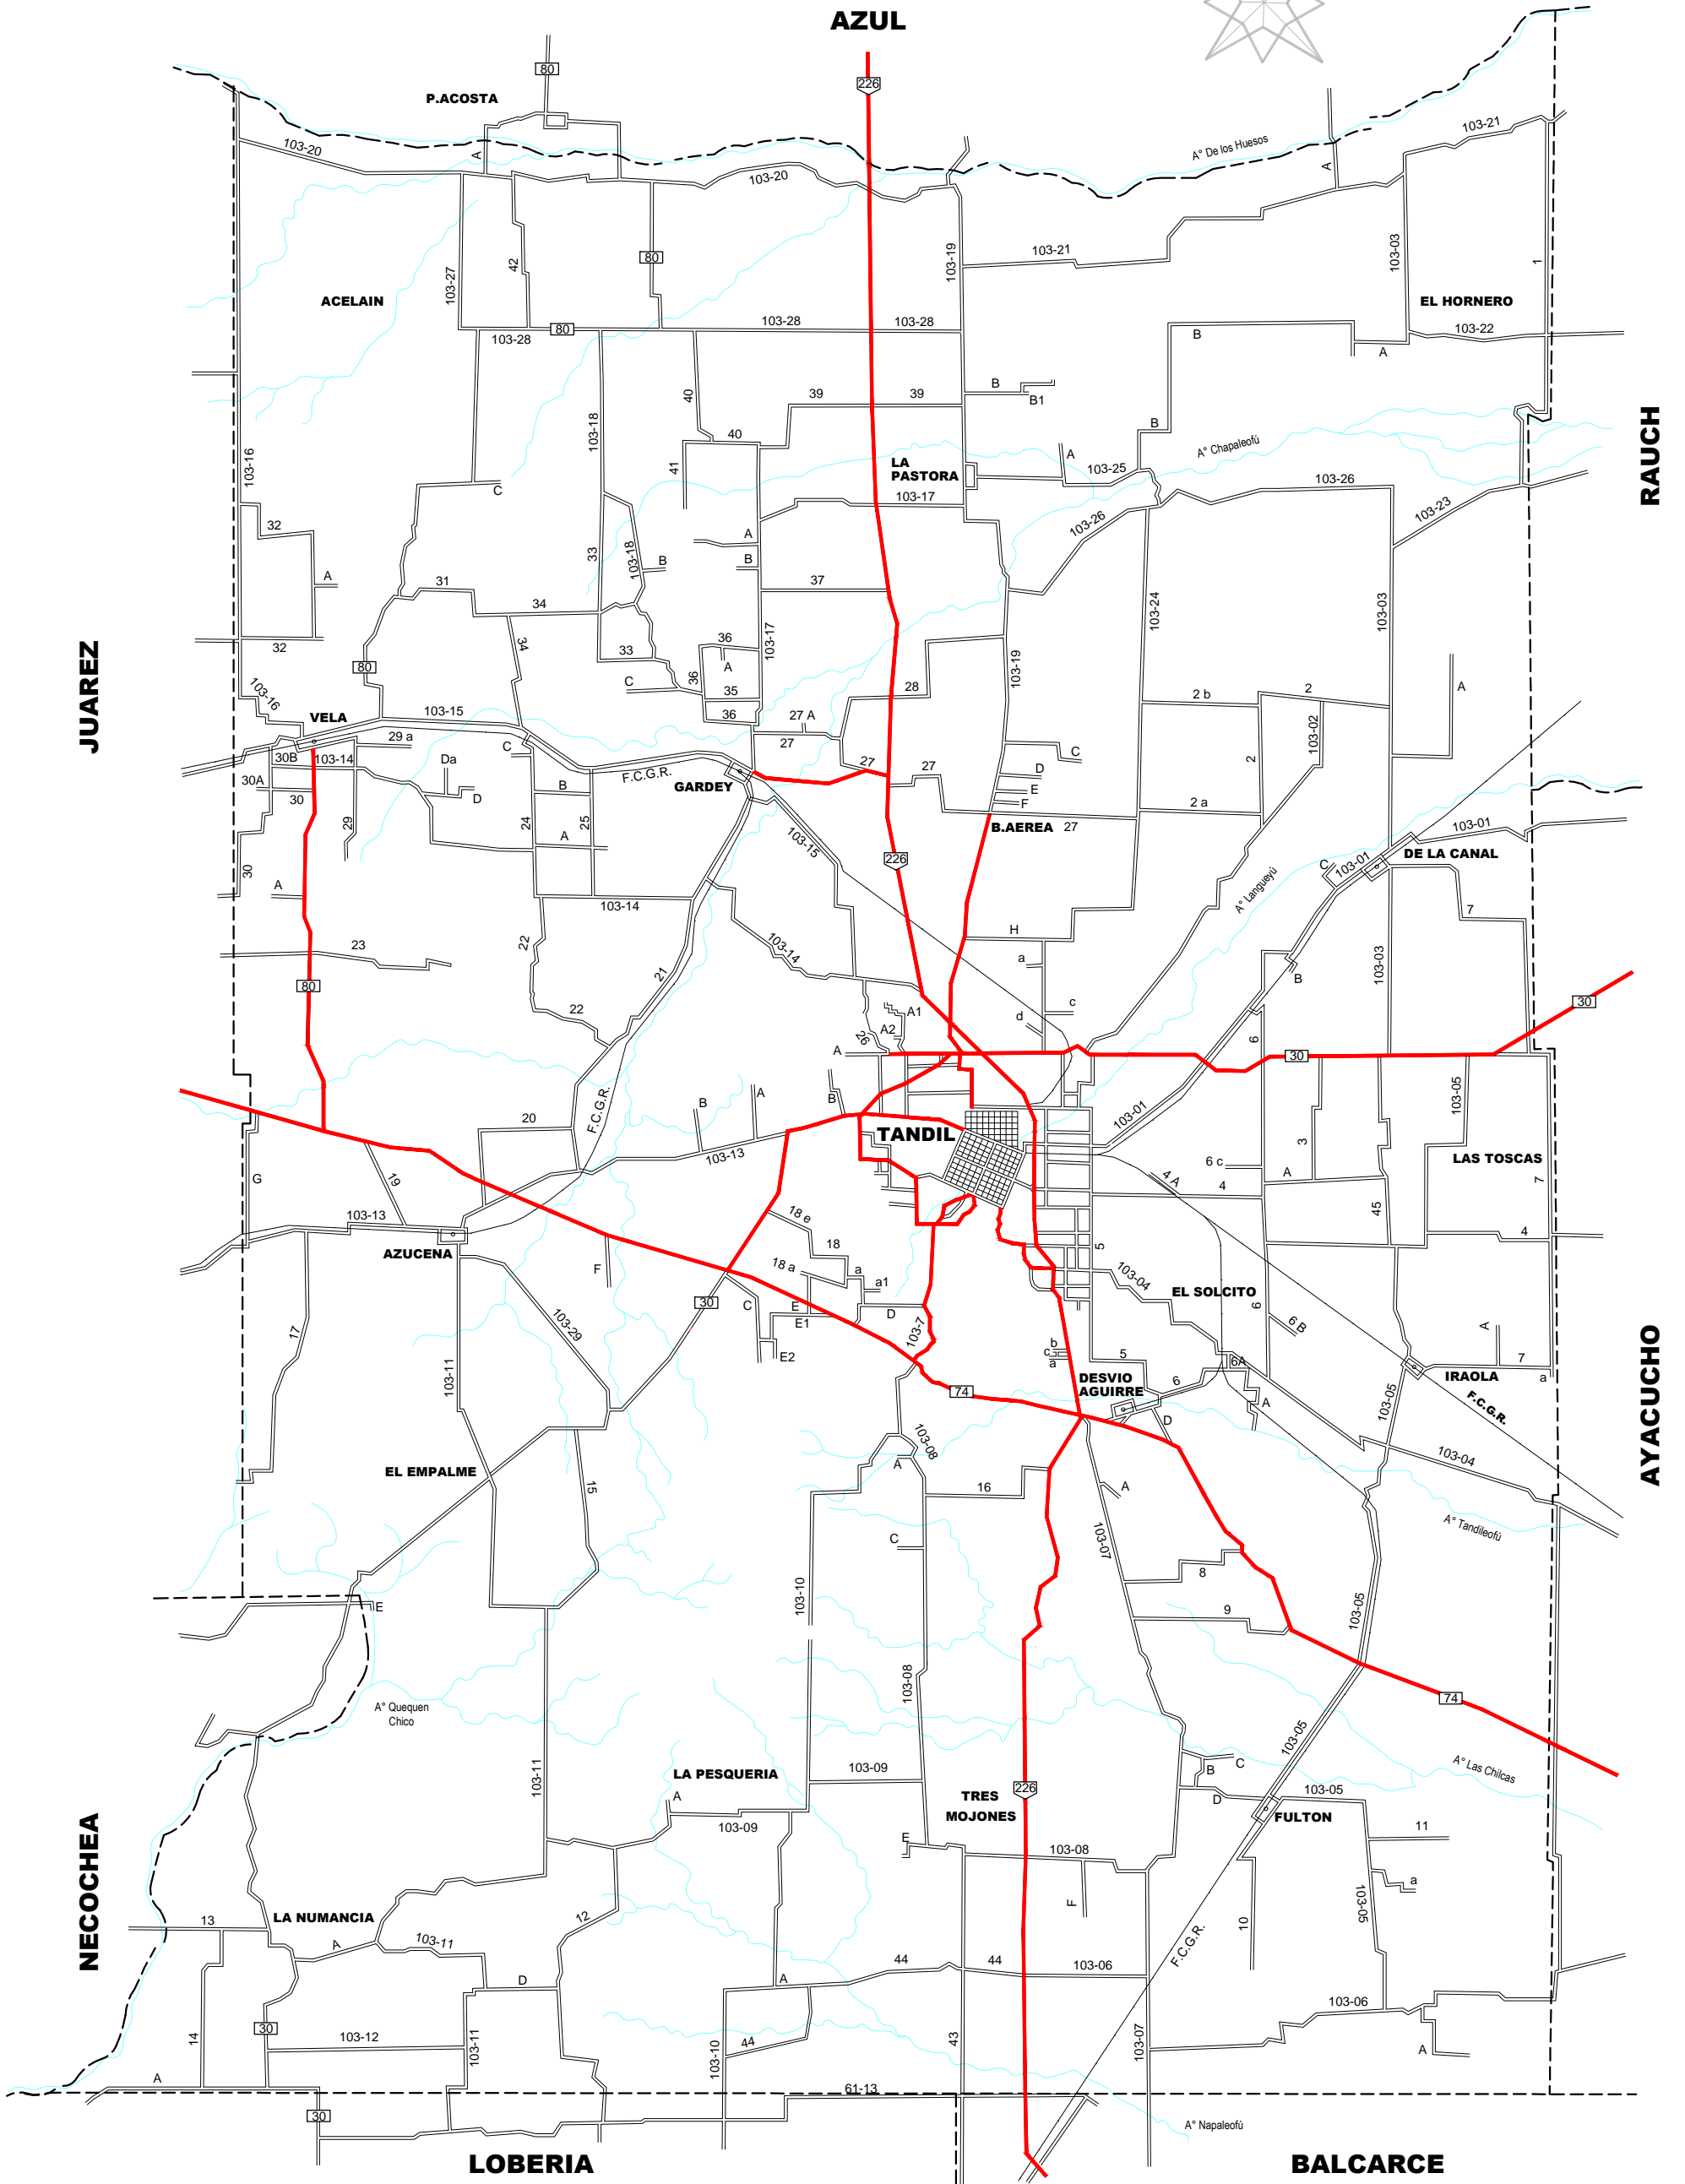 AZUL
80
226
P.ACOSTA
103-20
A
103-20
A° De los Huesos
A
103-21
103-27
42
80
103-19
103-21
103-03
1
ACELAIN
EL HORNERO
103-28
80
103-28
103-28
B
103-22
A
40
39
39
B
B1
103-16
103-18
40
41
LA
PASTORA
A
103-25
B
A° Chapaleofú
RAUCH
C
103-17
103-26
103-26
103-23
32
A
33
103-18
A
B
B
31
34
37
103-24
103-03
32
34
33
36
A
103-17
103-19
JUAREZ
80
C
36
35
28
2 b
2
A
103-16
VELA
103-15
36
27 A
27
103-02
29 a
30B
103-14
30A
30
Da
D
C
B
F.C.G.R.
GARDEY
27
27
C
D
E
F
2
2 a
29
24
25
A
103-15
B.AEREA
27
103-01
DE LA CANAL
30
A
226
C
103-01
A° Langueyú
103-14
7
23
22
21
103-14
H
a
103-03
80
22
A1
A2
26
A
c
d
B
6
30
30
F.C.G.R.
20
B
A
B
103-01
103-05
TANDIL
3
LAS TOSCAS
G
19
103-13
6 c
4 A
4
A
7
45
103-13
AZUCENA
18 e
18
18 a
a
a1
5
4
F
30
C
E
E1
E2
D
103-04
EL SOLCITO
17
103-29
103-7
6
6 B
A
103-11
b
c
a
5
6A
7
a
IRAOLA
74
DESVIO
AGUIRRE
6
A
D
103-05
F.C.G.R.
AYACUCHO
EL EMPALME
103-08
A
103-04
15
16
A
A° Tandileofú
C
103-07
8
E
103-10
9
103-05
A° Quequen
Chico
103-08
74
103-05
103-11
LA PESQUERIA
103-09
A
103-09
TRES
MOJONES
226
B
C
D
103-05
A° Las Chilcas
FULTON
11
NECOCHEA
E
103-08
F
a
103-05
13
LA NUMANCIA
12
A
103-11
F.C.G.R.
10
D
A
44
44
103-06
103-06
14
30
103-12
103-11
103-10
44
43
103-07
A
A
30
61-13
A° Napaleofú
LOBERIA
BALCARCE